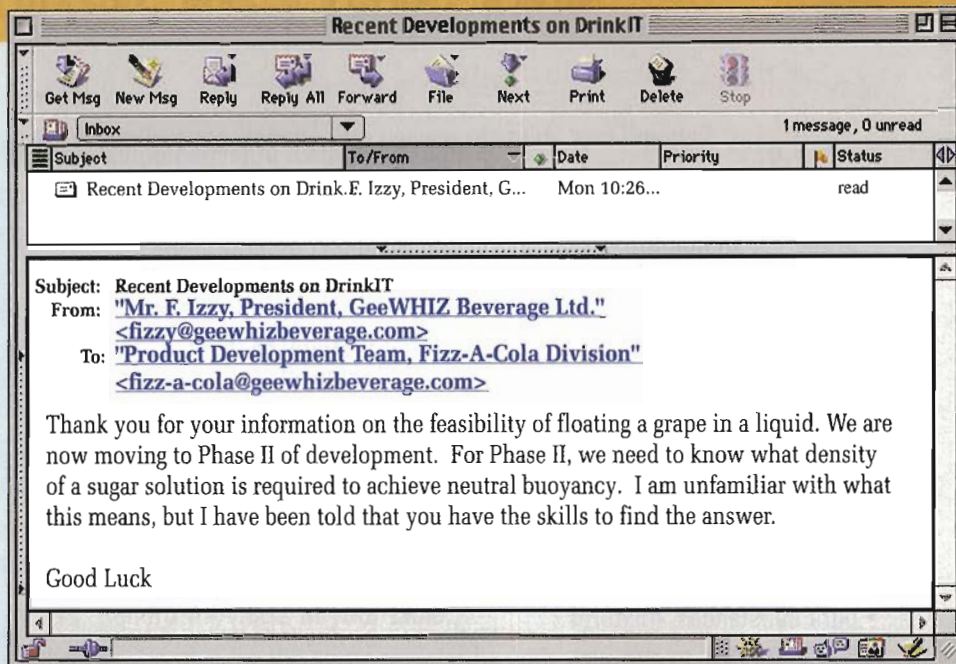 Recent Developments on DrinkIT
Get Msg New Msg Reply Reply All Forward File Next Print Delete Stop
Inbox 1 message, 0 unread
Subject To/From Date Priority Status
Recent Developments on Drink.F. Izzy, President, G... Mon 10:26... read
Subject: Recent Developments on DrinkIT
From: "Mr. F. Izzy, President, GeeWHIZ Beverage Ltd."
<fizzy@geewhizbeverage.com>
To: "Product Development Team, Fizz-A-Cola Division"
<fizz-a-cola@geewhizbeverage.com>
Thank you for your information on the feasibility of floating a grape in a liquid. We are
now moving to Phase II of development. For Phase II, we need to know what density
of a sugar solution is required to achieve neutral buoyancy. I am unfamiliar with what
this means, but I have been told that you have the skills to find the answer.
Good Luck